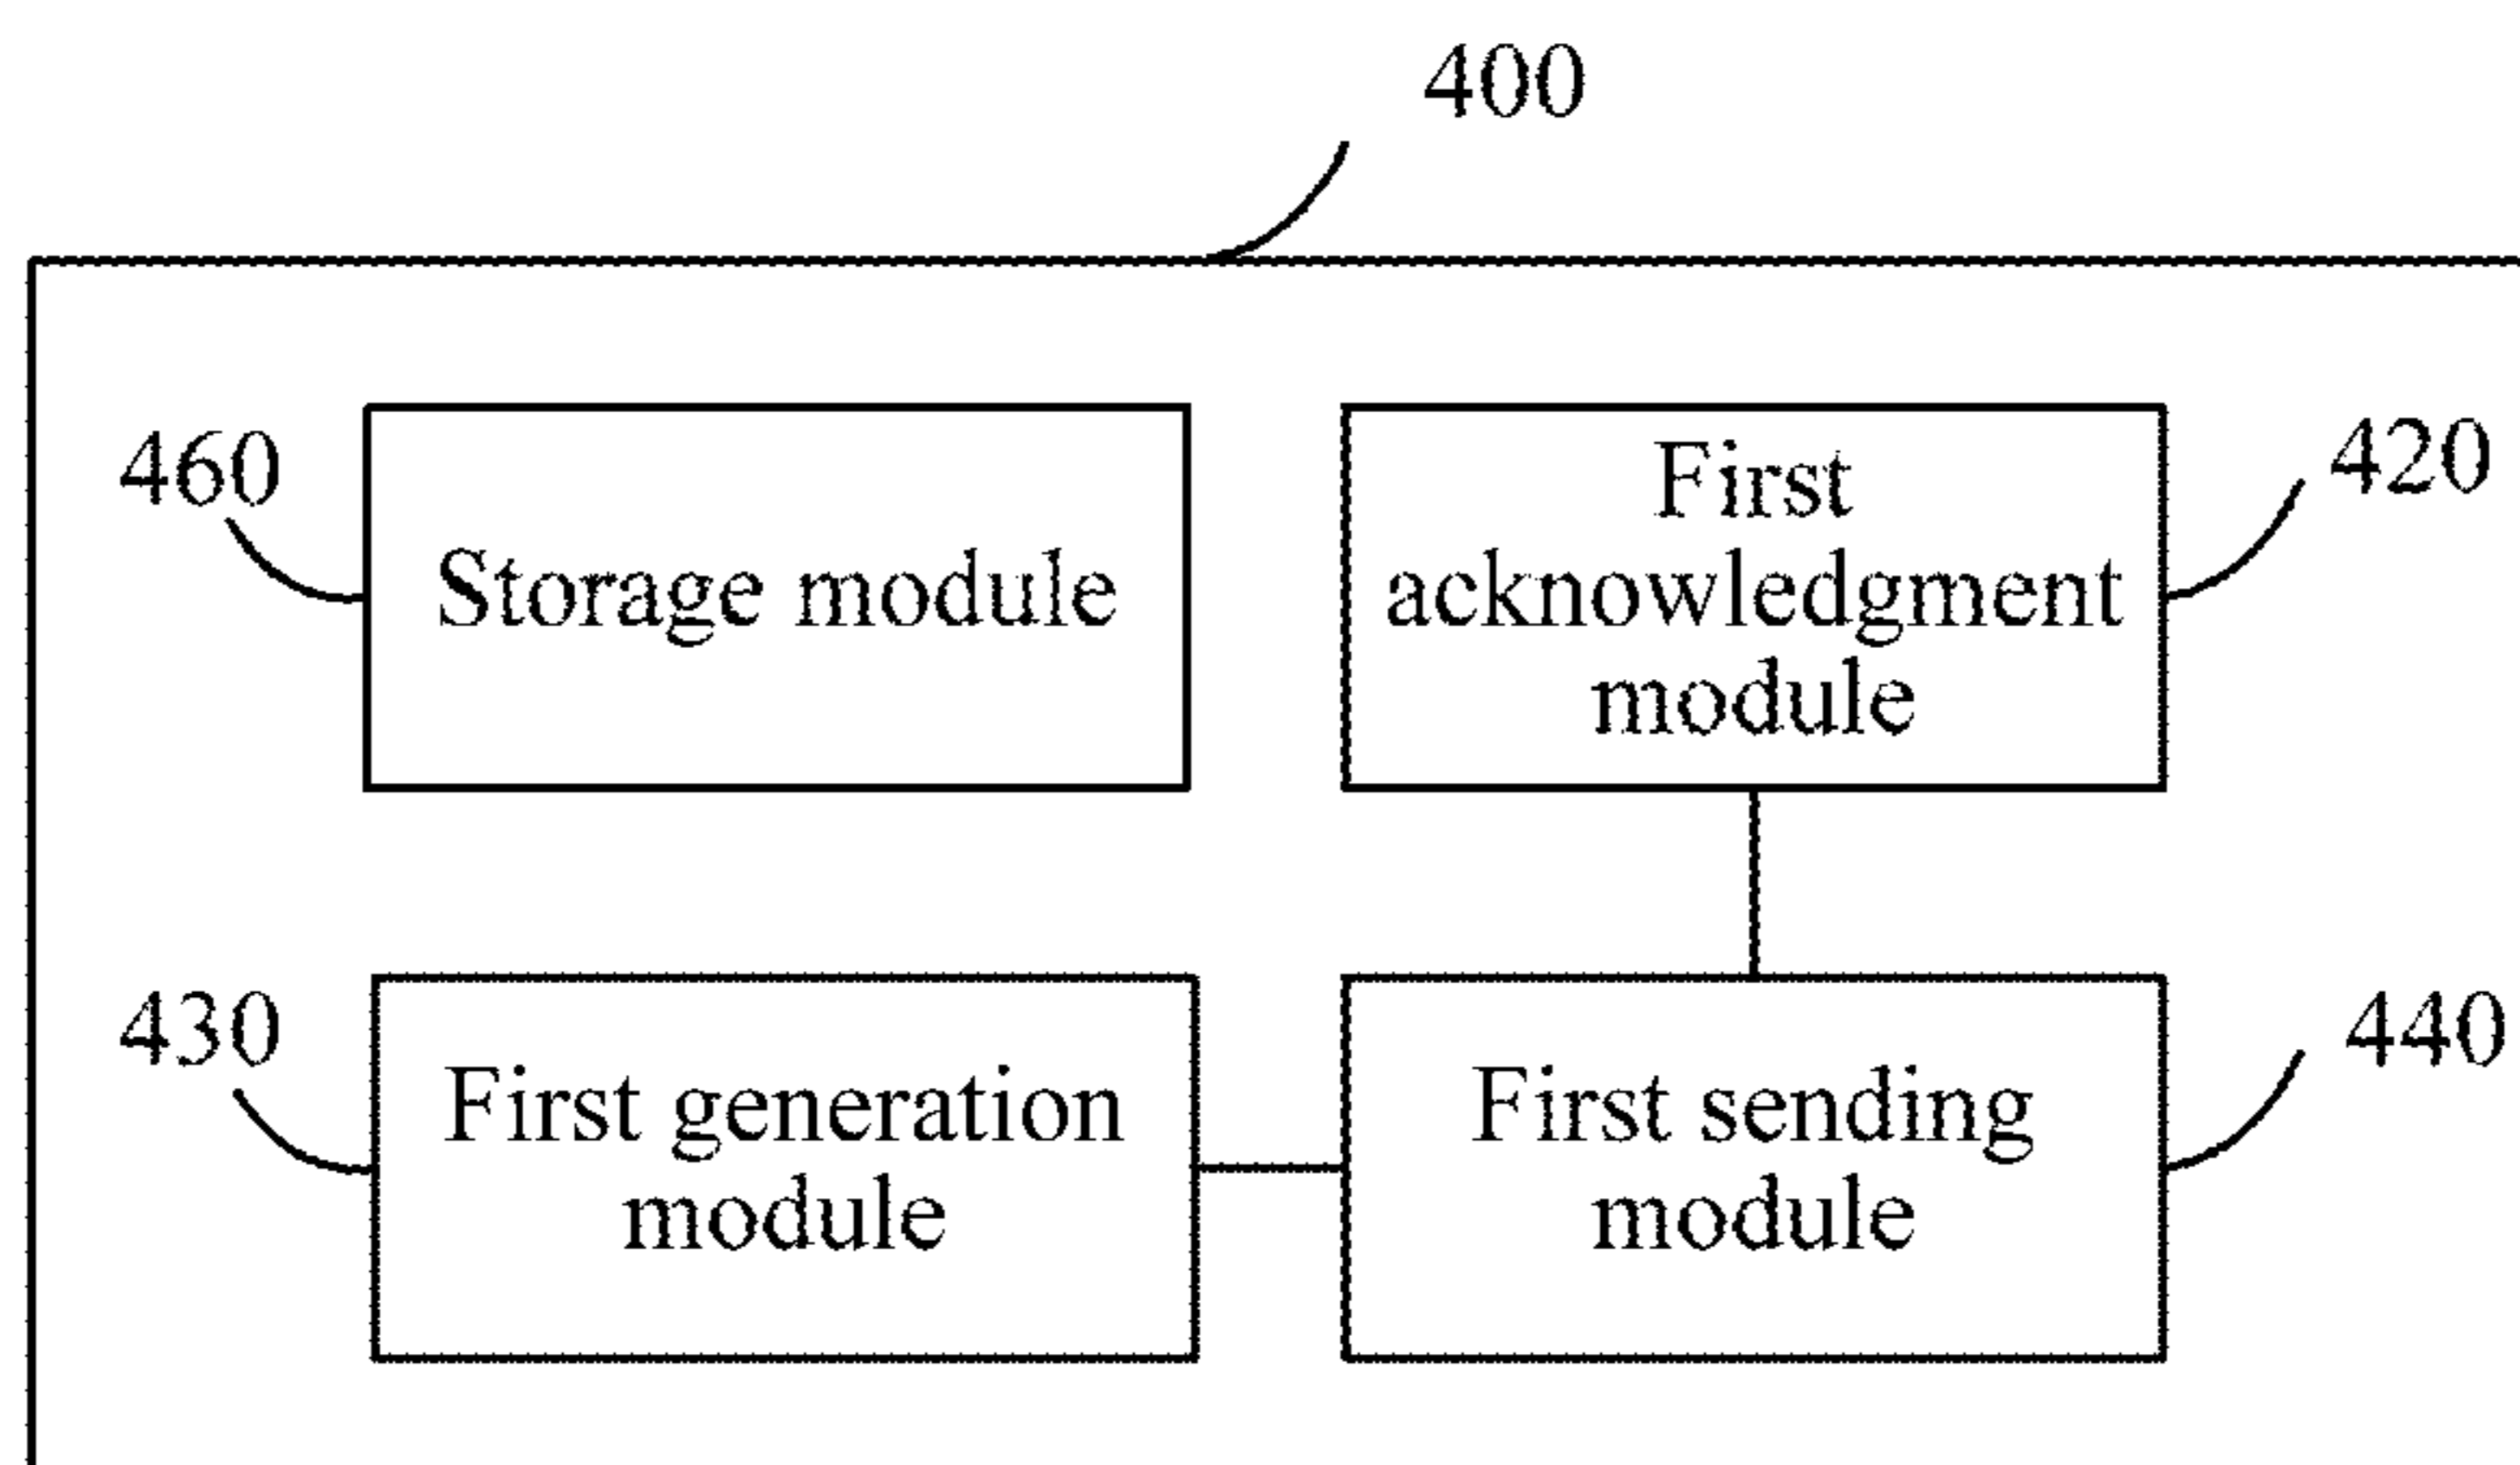 400
460
Storage module
First
acknowledgment
module
420
430
First generation
module
First sending
module
440